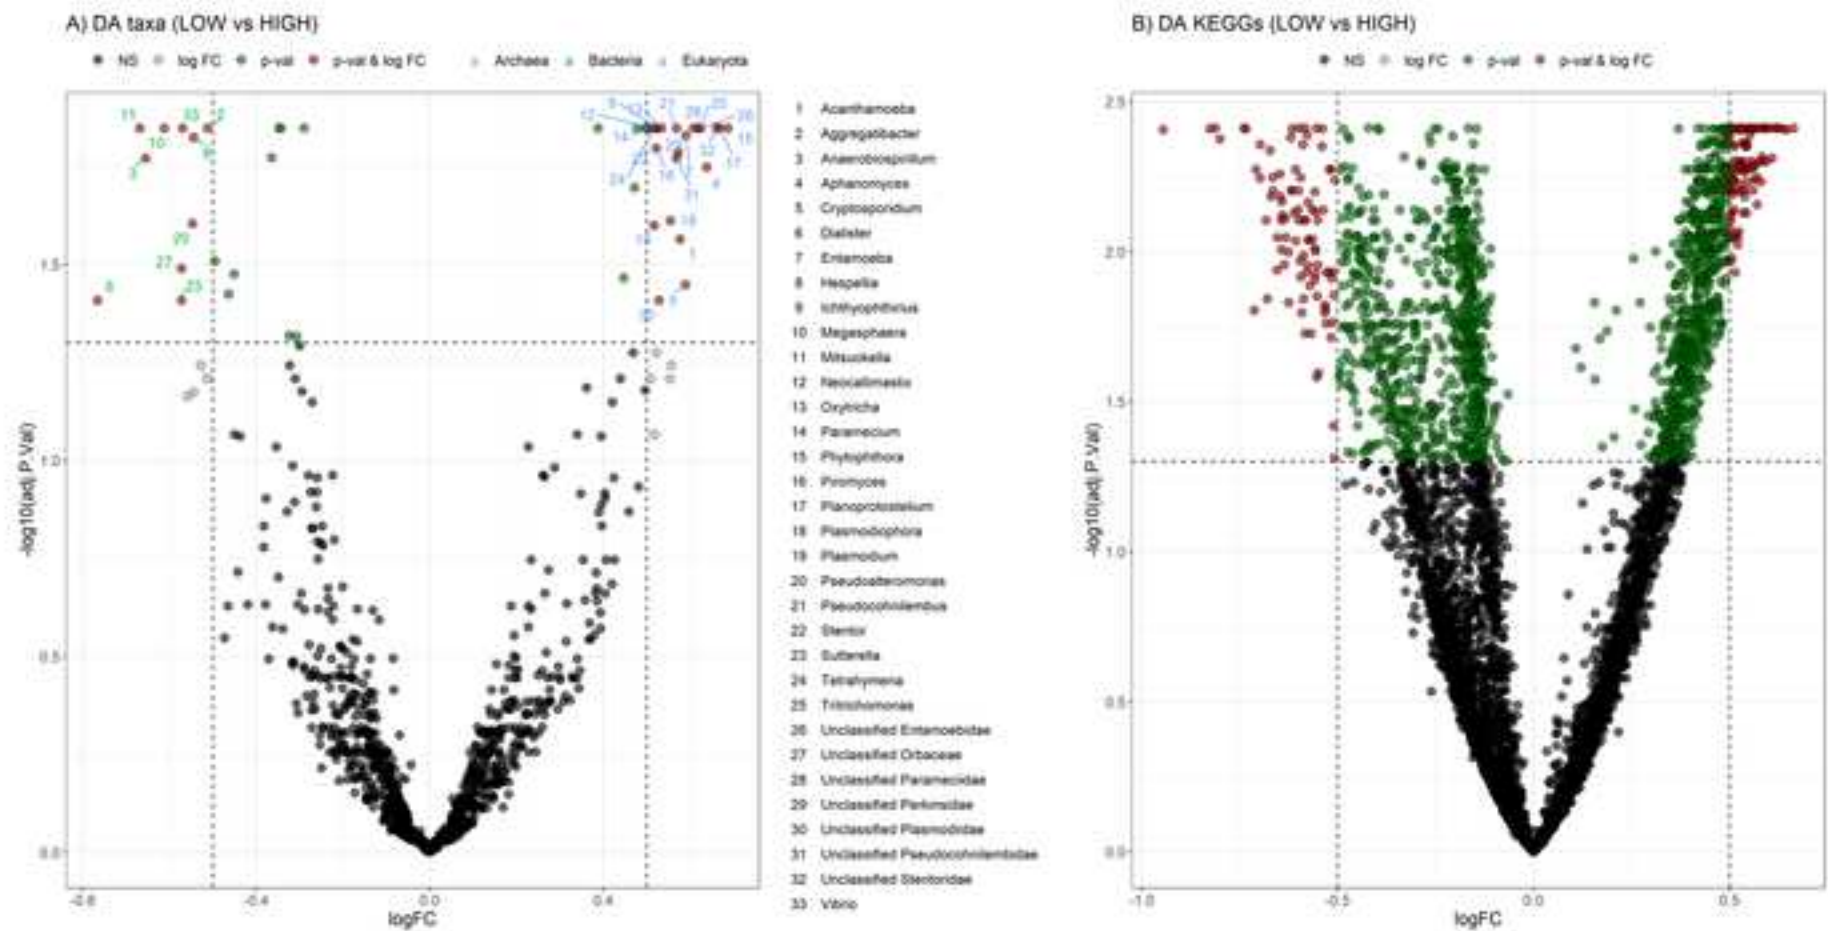 A) DA taxa (LOW vs HIGH)
NS log FC p-val p-val & log FC Archaea Bacteria Eukaryota
-log10(adj.P.Val)
1.5
1.0
0.5
0.0
-0.8 -0.4 0.0 0.4
logFC
1 Acanthamoeba
2 Aggregatibacter
3 Anaerobiospirillum
4 Aphanomyces
5 Cryptosporidium
6 Dialister
7 Entamoeba
8 Hespellia
9 Ichthyophthirius
10 Megasphaera
11 Mitsuokella
12 Neocallimastix
13 Oxytricha
14 Paramecium
15 Phytophthora
16 Piromyces
17 Planoprotostelium
18 Plasmodiophora
19 Plasmodium
20 Pseudoalteromonas
21 Pseudocohnilembus
22 Stentor
23 Sutterella
24 Tetrahymena
25 Tritrichomonas
26 Unclassified Entamoebidae
27 Unclassified Orbaceae
28 Unclassified Parameciidae
29 Unclassified Perkinsidae
30 Unclassified Plasmodiidae
31 Unclassified Pseudocohnilembidae
32 Unclassified Stentoridae
33 Vibrio
B) DA KEGGs (LOW vs HIGH)
NS log FC p-val p-val & log FC
-log10(adj.P.Val)
2.5
2.0
1.5
1.0
0.5
0.0
-1.0 -0.5 0.0 0.5
logFC